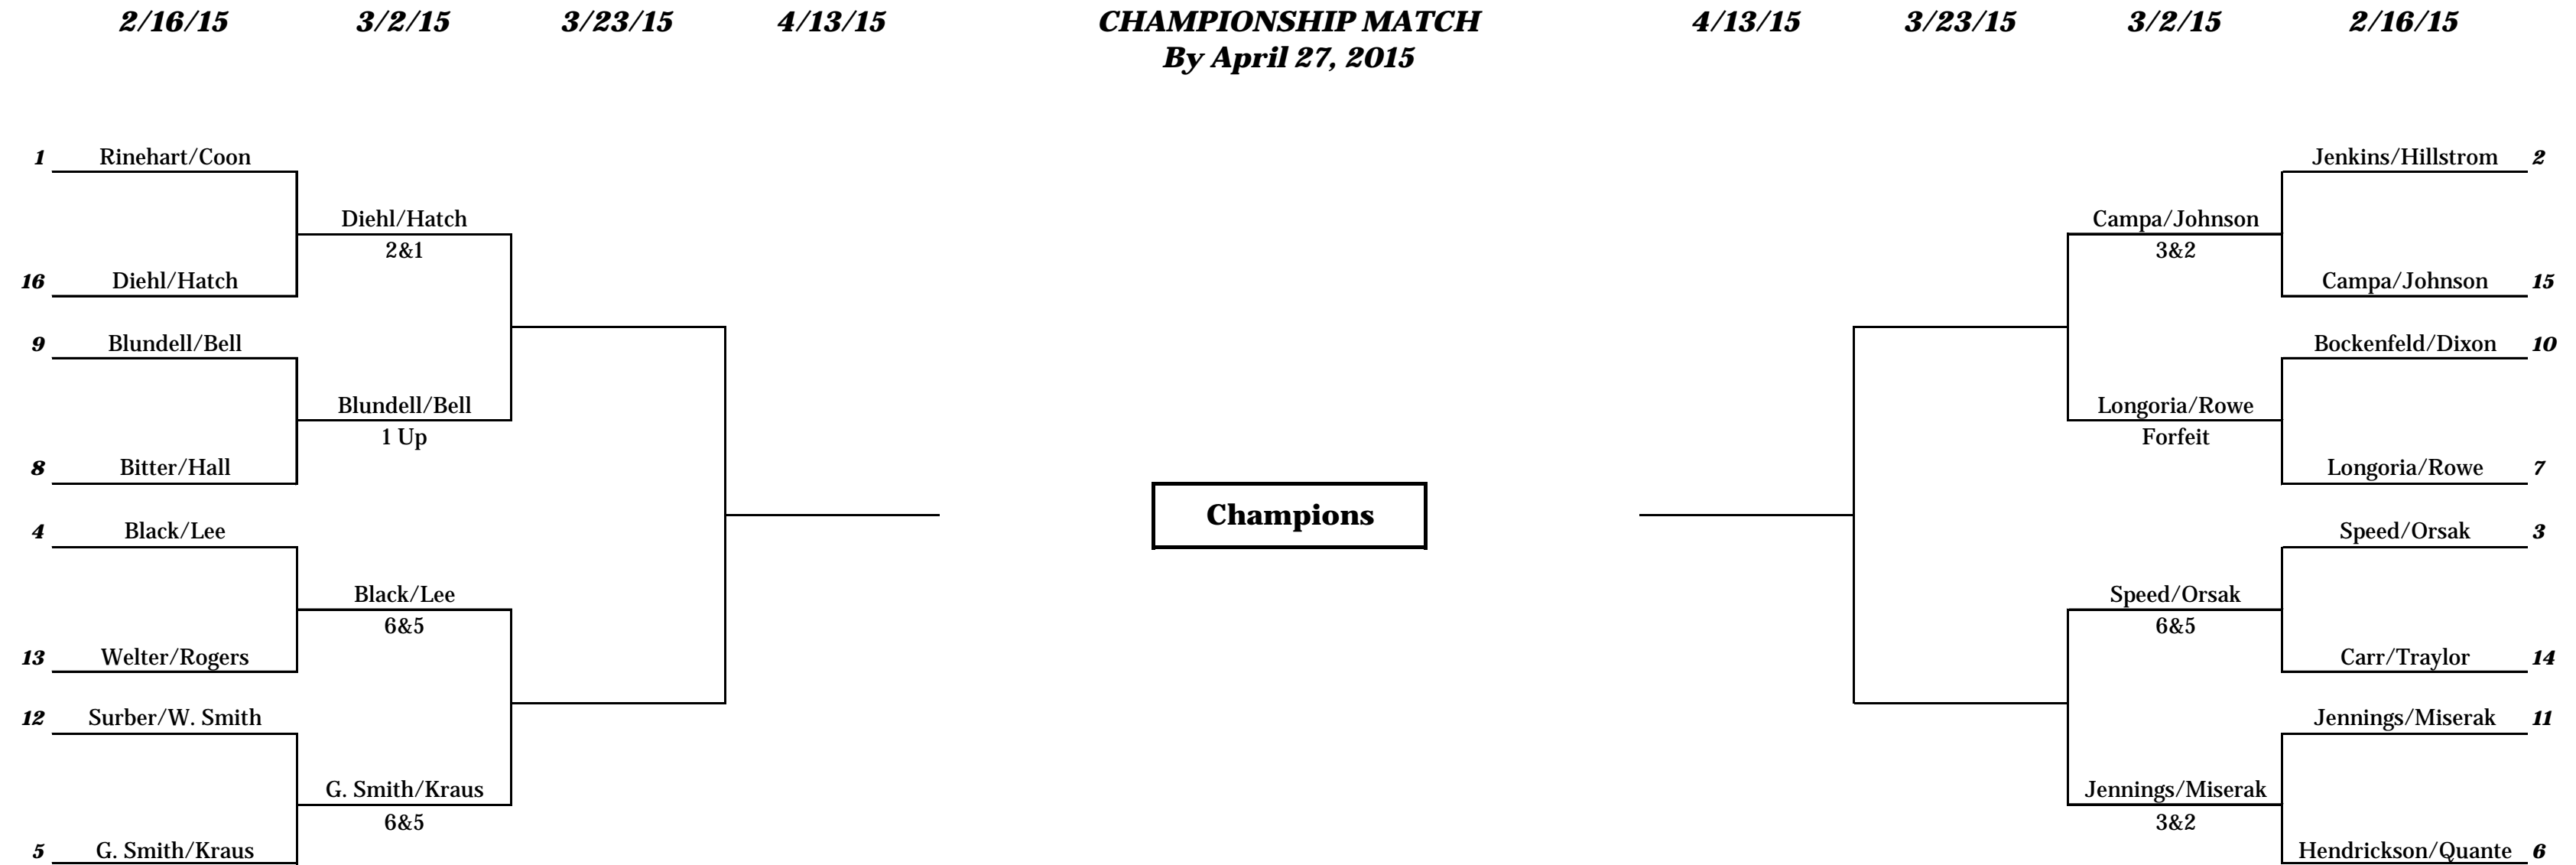 2/16/15 3/2/15 3/23/15 4/13/15 CHAMPIONSHIP MATCH 4/13/15 3/23/15 3/2/15 2/16/15
By April 27, 2015
1 Rinehart/Coon Jenkins/Hillstrom 2
Diehl/Hatch Campa/Johnson
2&1 3&2
16 Diehl/Hatch Campa/Johnson 15
9 Blundell/Bell Bockenfeld/Dixon 10
Blundell/Bell Longoria/Rowe
1 Up Forfeit
8 Bitter/Hall Longoria/Rowe 7
Champions
4 Black/Lee Speed/Orsak 3
Black/Lee Speed/Orsak
6&5 6&5
13 Welter/Rogers Carr/Traylor 14
12 Surber/W. Smith Jennings/Miserak 11
G. Smith/Kraus Jennings/Miserak
6&5 3&2
5 G. Smith/Kraus Hendrickson/Quante 6